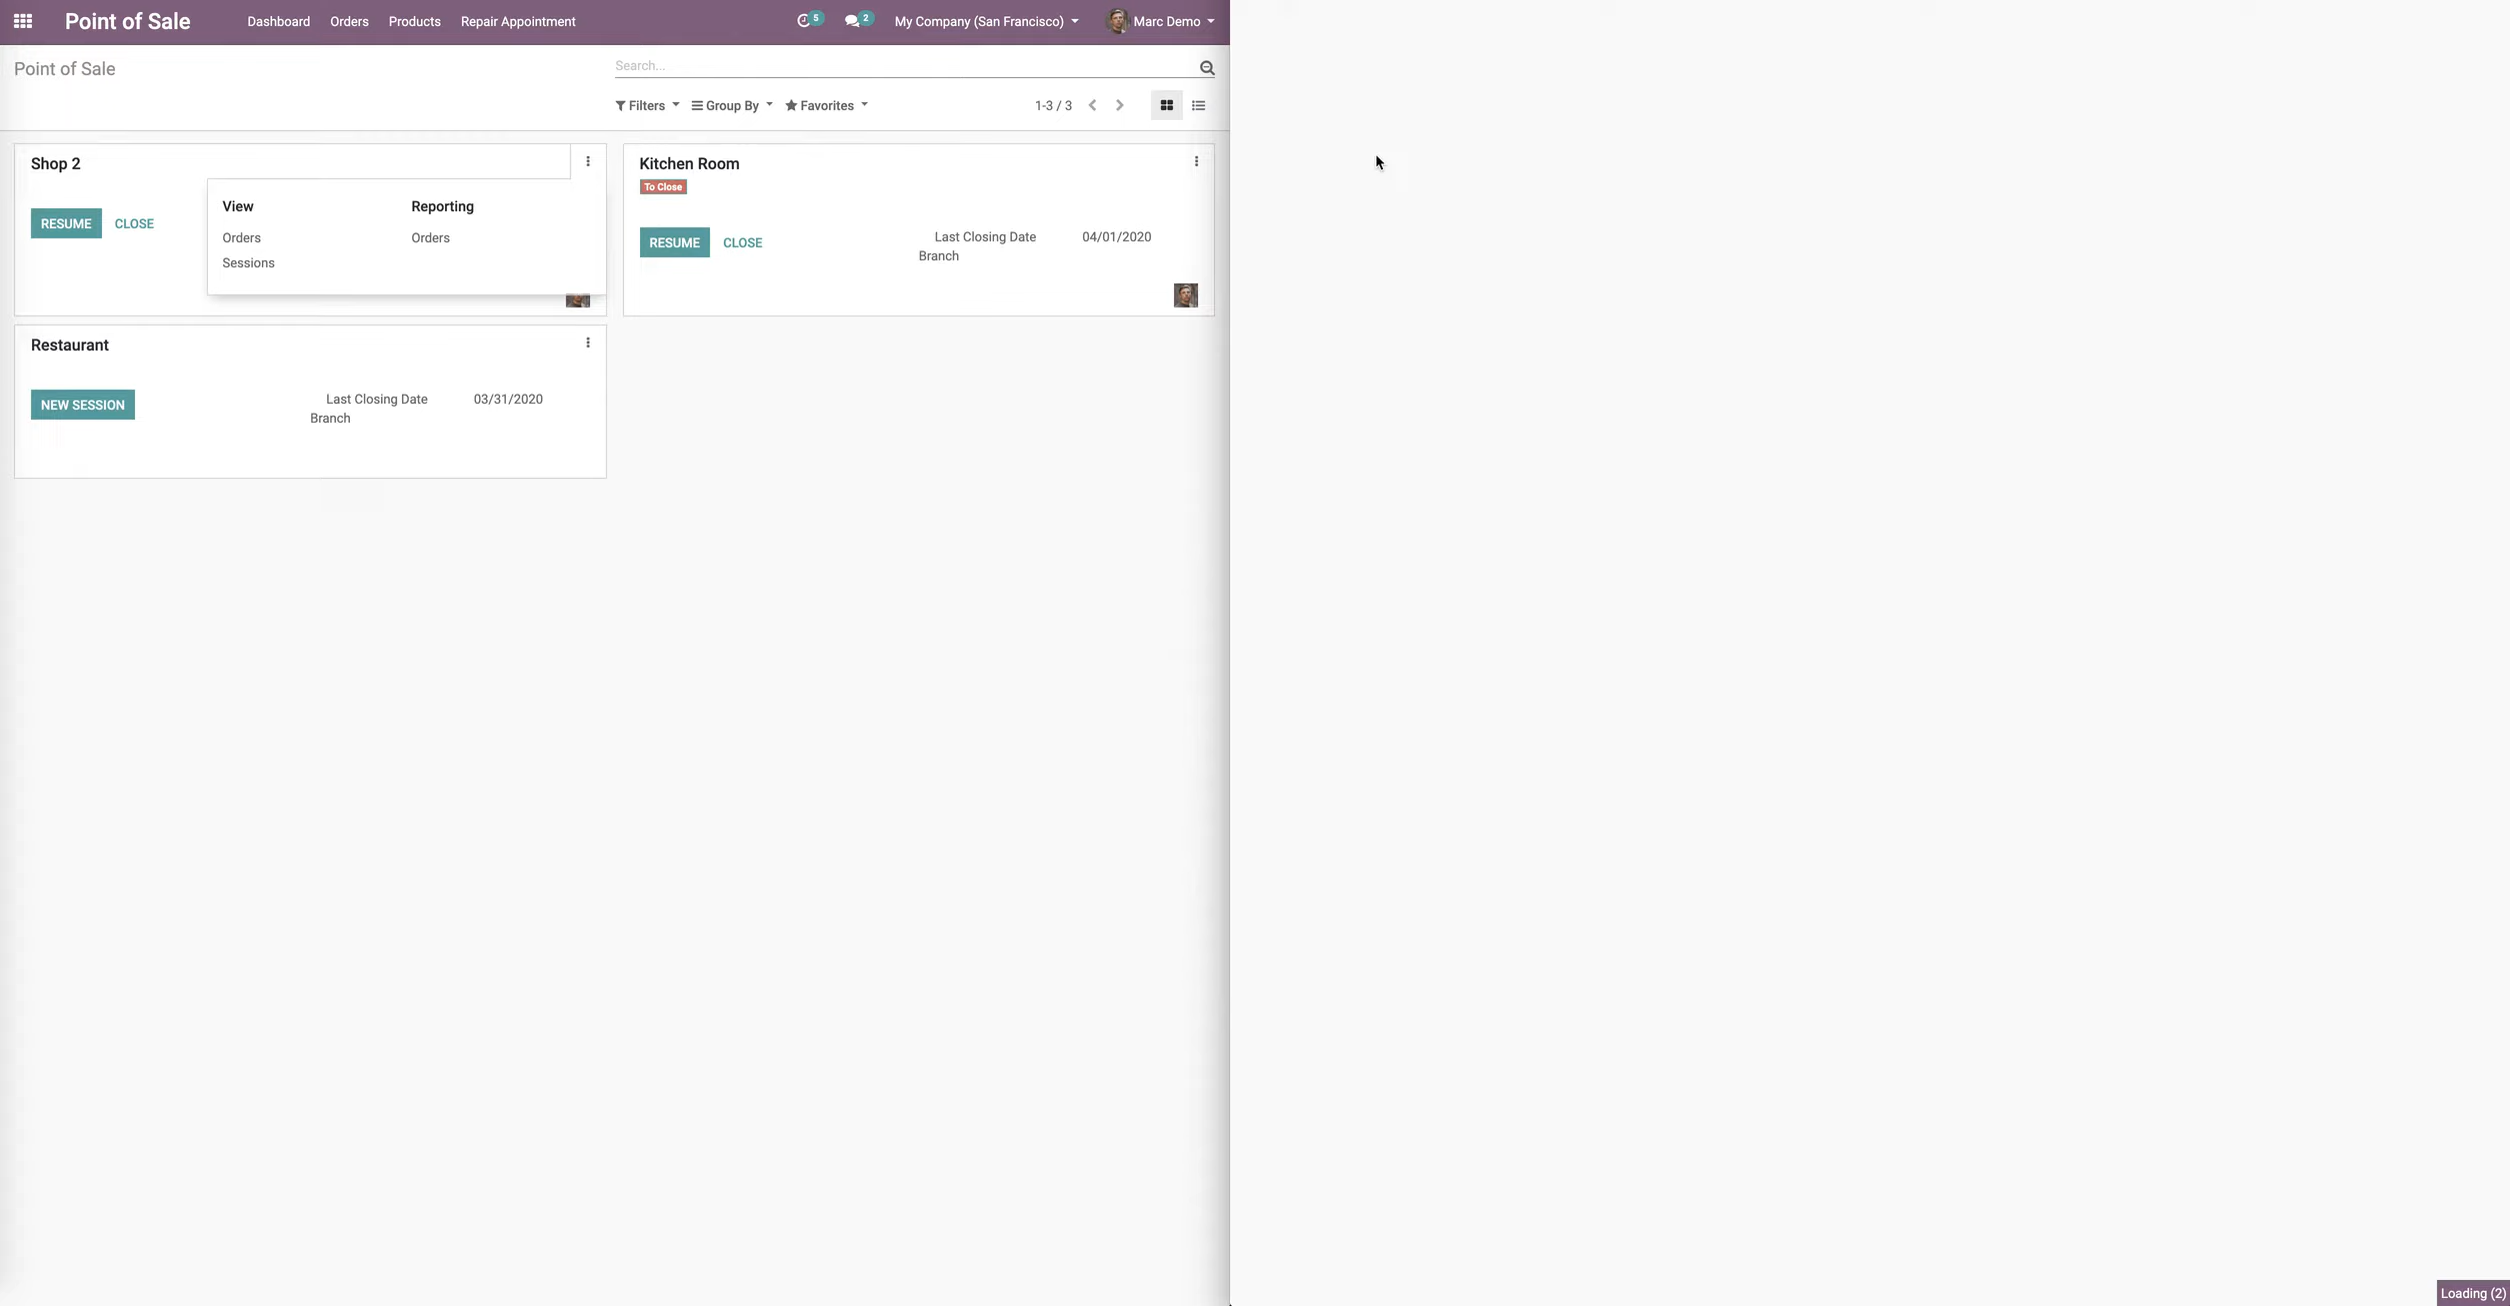 Point of Sale Dashboard Orders Products Repair Appointment 5 2 My Company (San Francisco) Marc Demo
Point of Sale
Search...
Filters Group By Favorites 1-3 / 3
Shop 2
View Reporting
RESUME CLOSE
Orders Orders
Sessions
Kitchen Room
To Close
RESUME CLOSE Last Closing Date 04/01/2020
Branch
Restaurant
NEW SESSION Last Closing Date 03/31/2020
Branch
Loading (2)